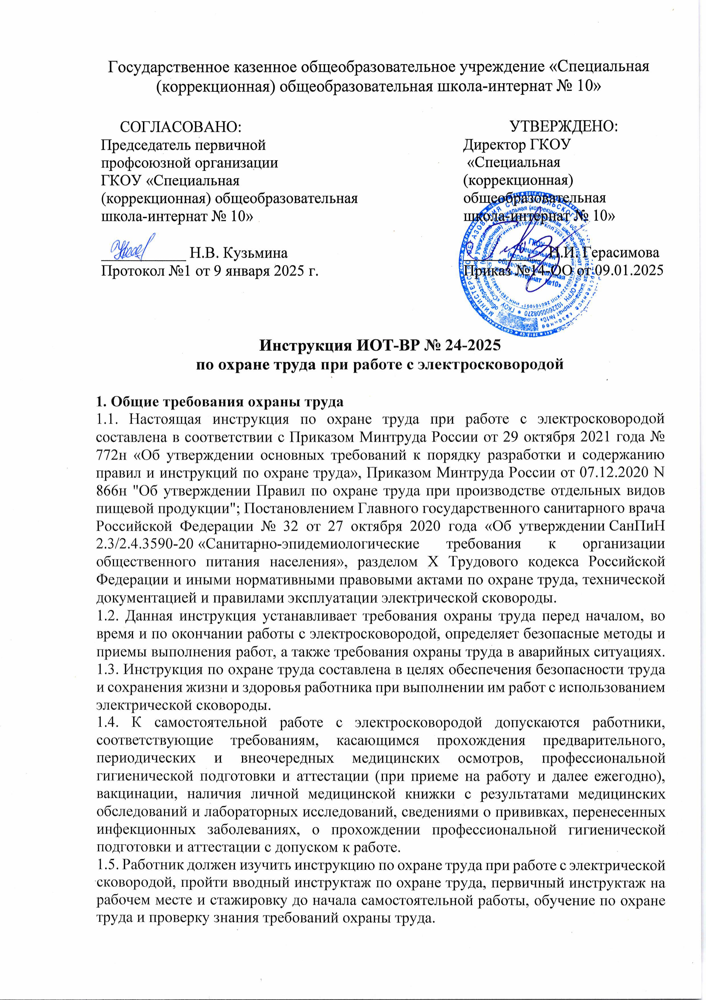 Государственное казенное общеобразовательное учреждение «Специальная
(коррекционная) общеобразовательная школа-интернат № 10»
СОГЛАСОВАНО:
Председатель первичной
профсоюзной организации
ГКОУ «Специальная
(коррекционная) общеобразовательная
школа-интернат № 10»
____________ Н.В. Кузьмина
Протокол №1 от 9 января 2025 г.
УТВЕРЖДЕНО:
Директор ГКОУ
«Специальная
(коррекционная)
общеобразовательная
школа-интернат № 10»
____________ Н.И. Герасимова
Приказ №14-ОО от 09.01.2025
ГКОУ
«Специальная
(коррекционная)
общеобразовательная
школа-интернат №10»
Инструкция ИОТ-ВР № 24-2025
по охране труда при работе с электросковородой
1. Общие требования охраны труда
1.1. Настоящая инструкция по охране труда при работе с электросковородой
составлена в соответствии с Приказом Минтруда России от 29 октября 2021 года №
772н «Об утверждении основных требований к порядку разработки и содержанию
правил и инструкций по охране труда», Приказом Минтруда России от 07.12.2020 N
866н "Об утверждении Правил по охране труда при производстве отдельных видов
пищевой продукции"; Постановлением Главного государственного санитарного врача
Российской Федерации № 32 от 27 октября 2020 года «Об утверждении СанПиН
2.3/2.4.3590-20 «Санитарно-эпидемиологические требования к организации
общественного питания населения», разделом X Трудового кодекса Российской
Федерации и иными нормативными правовыми актами по охране труда, технической
документацией и правилами эксплуатации электрической сковороды.
1.2. Данная инструкция устанавливает требования охраны труда перед началом, во
время и по окончании работы с электросковородой, определяет безопасные методы и
приемы выполнения работ, а также требования охраны труда в аварийных ситуациях.
1.3. Инструкция по охране труда составлена в целях обеспечения безопасности труда
и сохранения жизни и здоровья работника при выполнении им работ с использованием
электрической сковороды.
1.4. К самостоятельной работе с электросковородой допускаются работники,
соответствующие требованиям, касающимся прохождения предварительного,
периодических и внеочередных медицинских осмотров, профессиональной
гигиенической подготовки и аттестации (при приеме на работу и далее ежегодно),
вакцинации, наличия личной медицинской книжки с результатами медицинских
обследований и лабораторных исследований, сведениями о прививках, перенесенных
инфекционных заболеваниях, о прохождении профессиональной гигиенической
подготовки и аттестации с допуском к работе.
1.5. Работник должен изучить инструкцию по охране труда при работе с электрической
сковородой, пройти вводный инструктаж по охране труда, первичный инструктаж на
рабочем месте и стажировку до начала самостоятельной работы, обучение по охране
труда и проверку знания требований охраны труда.